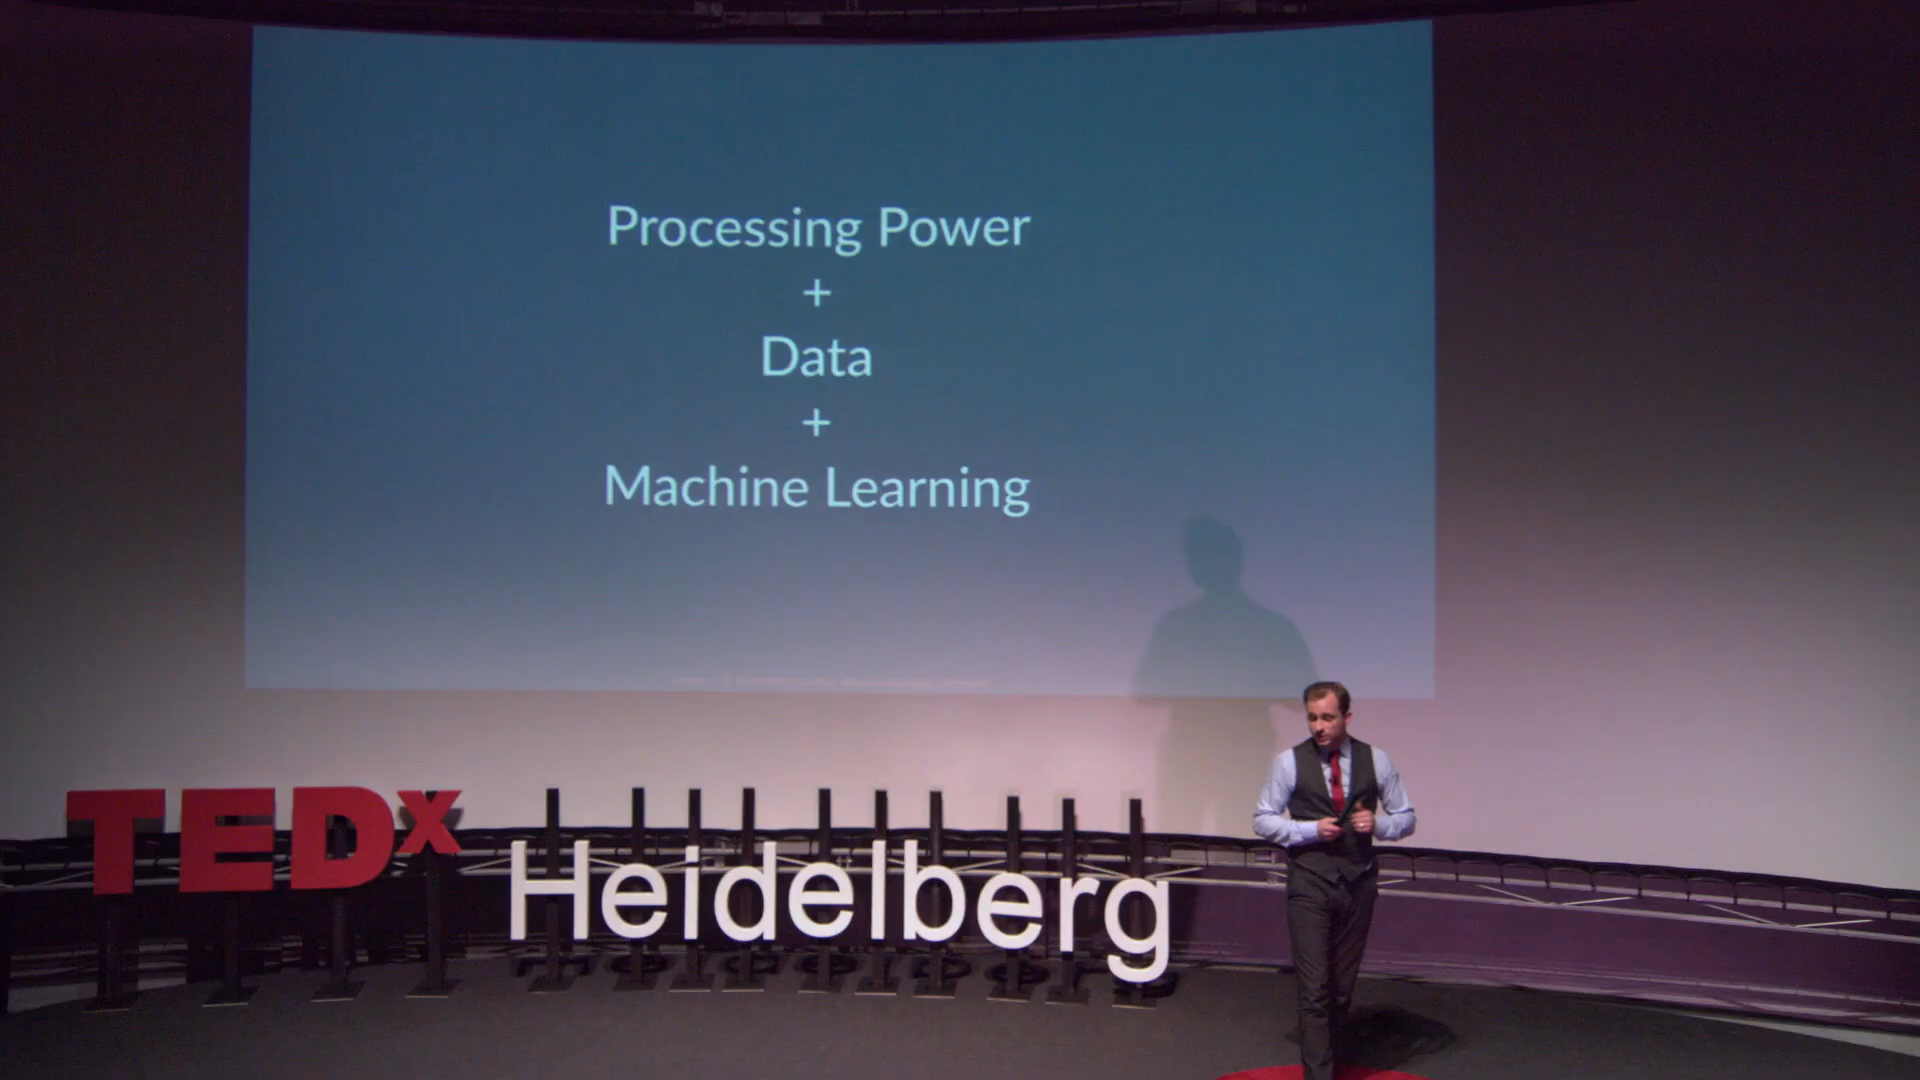 Processing Power
+
Data
+
Machine Learning
TEDx
Heidelberg